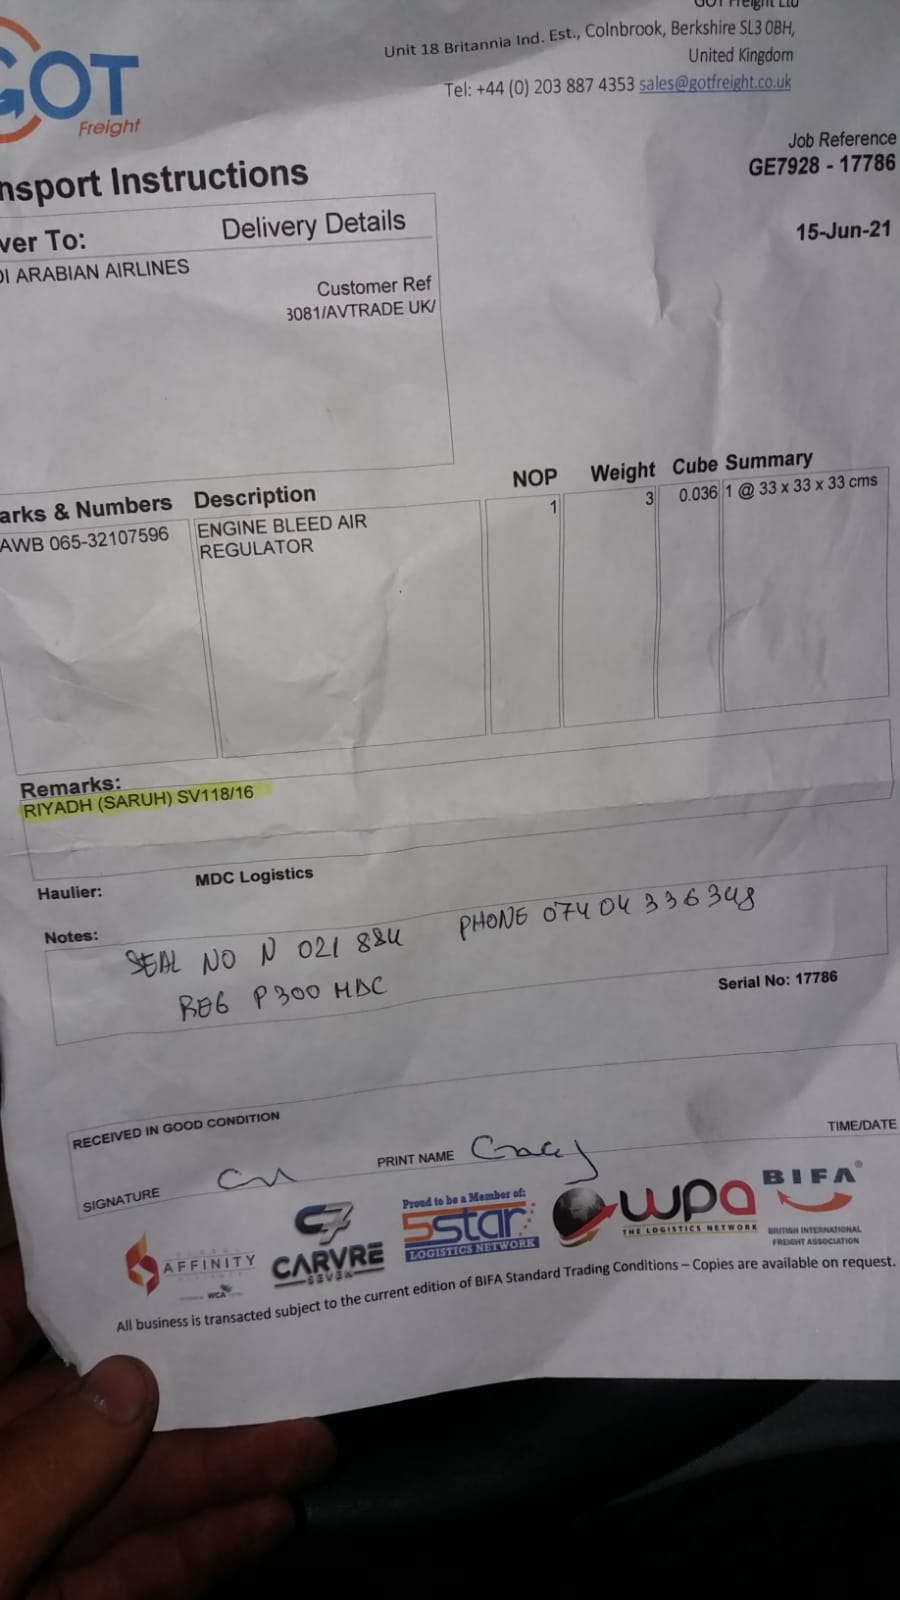 GOT Freight Ltd
Unit 18 Britannia Ind. Est., Colnbrook, Berkshire SL3 0BH,
United Kingdom
Tel: +44 (0) 203 887 4353 sales@gotfreight.co.uk
GOT
Freight
Job Reference
GE7928 - 17786
nsport Instructions
15-Jun-21
ver To:
Delivery Details
DI ARABIAN AIRLINES
Customer Ref
3081/AVTRADE UK/
arks & Numbers Description NOP Weight Cube Summary
AWB 065-32107596 ENGINE BLEED AIR 1 3 0.036 1 @ 33 x 33 x 33 cms
REGULATOR
Remarks:
RIYADH (SARUH) SV118/16
Haulier: MDC Logistics
Notes:
SEAL NO N 021 884 PHONE 07404 336348
REG P300 MDC
Serial No: 17786
RECEIVED IN GOOD CONDITION
TIME/DATE
SIGNATURE
PRINT NAME
AFFINITY
WCA
C7
CARVRE
SEVEN
Proud to be a Member of:
5star
LOGISTICS NETWORK
wpa
THE LOGISTICS NETWORK
BIFA®
BRITISH INTERNATIONAL
FREIGHT ASSOCIATION
All business is transacted subject to the current edition of BIFA Standard Trading Conditions – Copies are available on request.